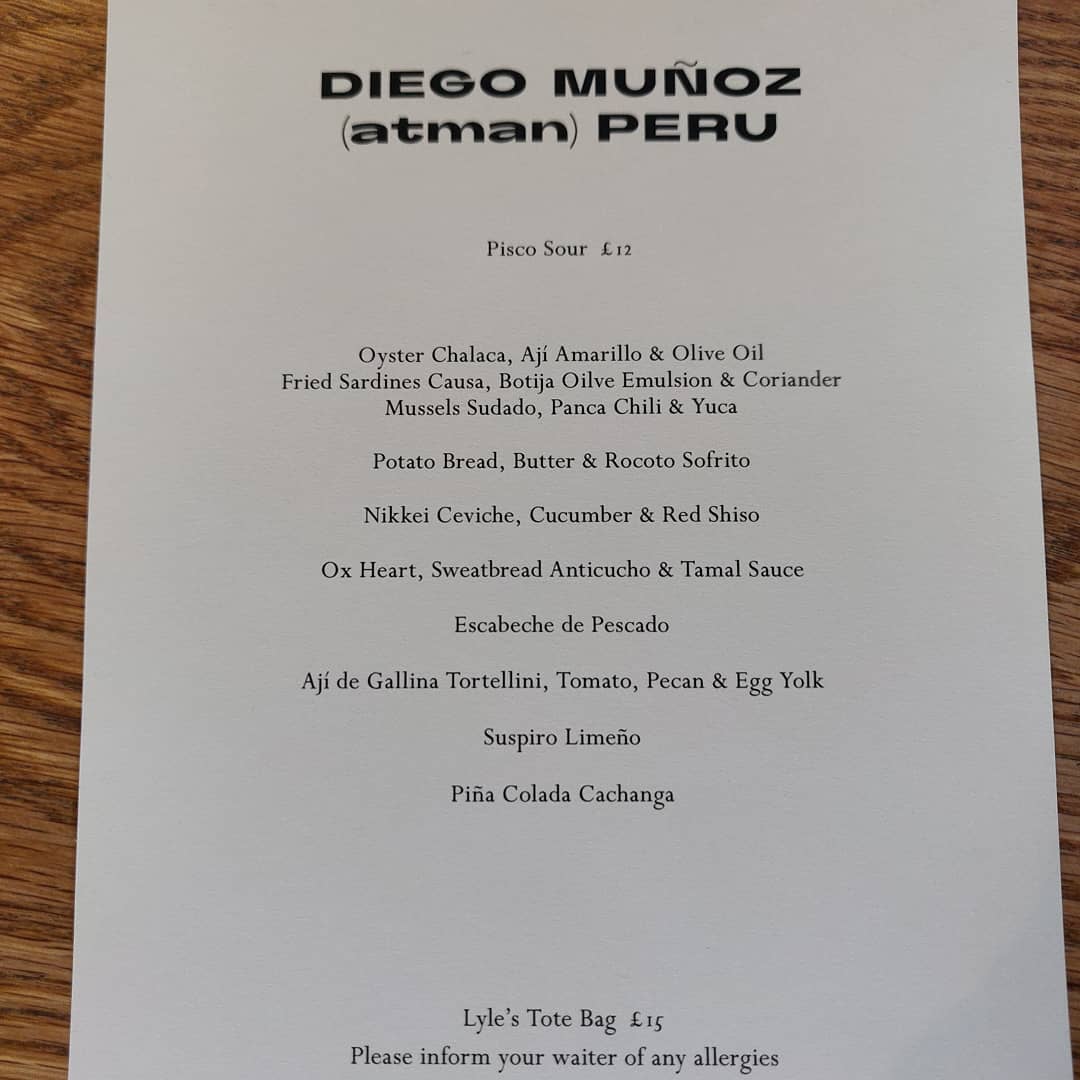 DIEGO MUÑOZ
(atman) PERU
Pisco Sour £12
Oyster Chalaca, Ají Amarillo & Olive Oil
Fried Sardines Causa, Botija Oilve Emulsion & Coriander
Mussels Sudado, Panca Chili & Yuca
Potato Bread, Butter & Rocoto Sofrito
Nikkei Ceviche, Cucumber & Red Shiso
Ox Heart, Sweatbread Anticucho & Tamal Sauce
Escabeche de Pescado
Ají de Gallina Tortellini, Tomato, Pecan & Egg Yolk
Suspiro Limeño
Piña Colada Cachanga
Lyle's Tote Bag £15
Please inform your waiter of any allergies